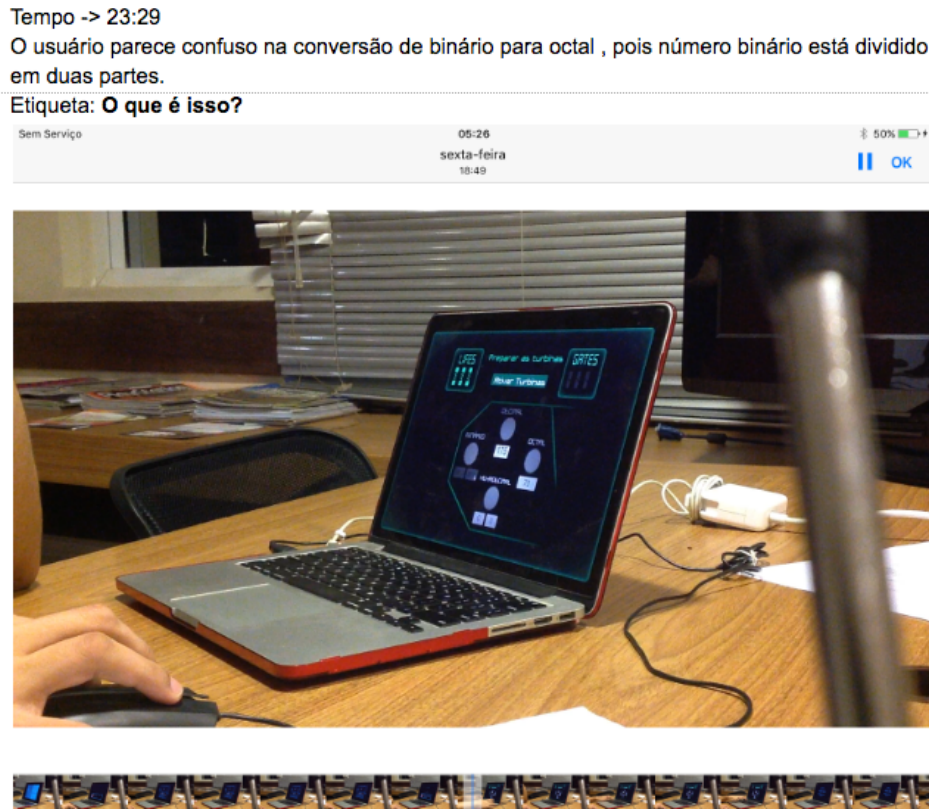 Tempo -> 23:29
O usuário parece confuso na conversão de binário para octal , pois número binário está dividido
em duas partes.
Etiqueta: O que é isso?
Sem Serviço
05:26
50%
sexta-feira
18:49
OK
LIFES
Preparar as turbinas
GATES
Ativar Turbinas
DECIMAL
BINÁRIO
OCTAL
HEXADECIMAL